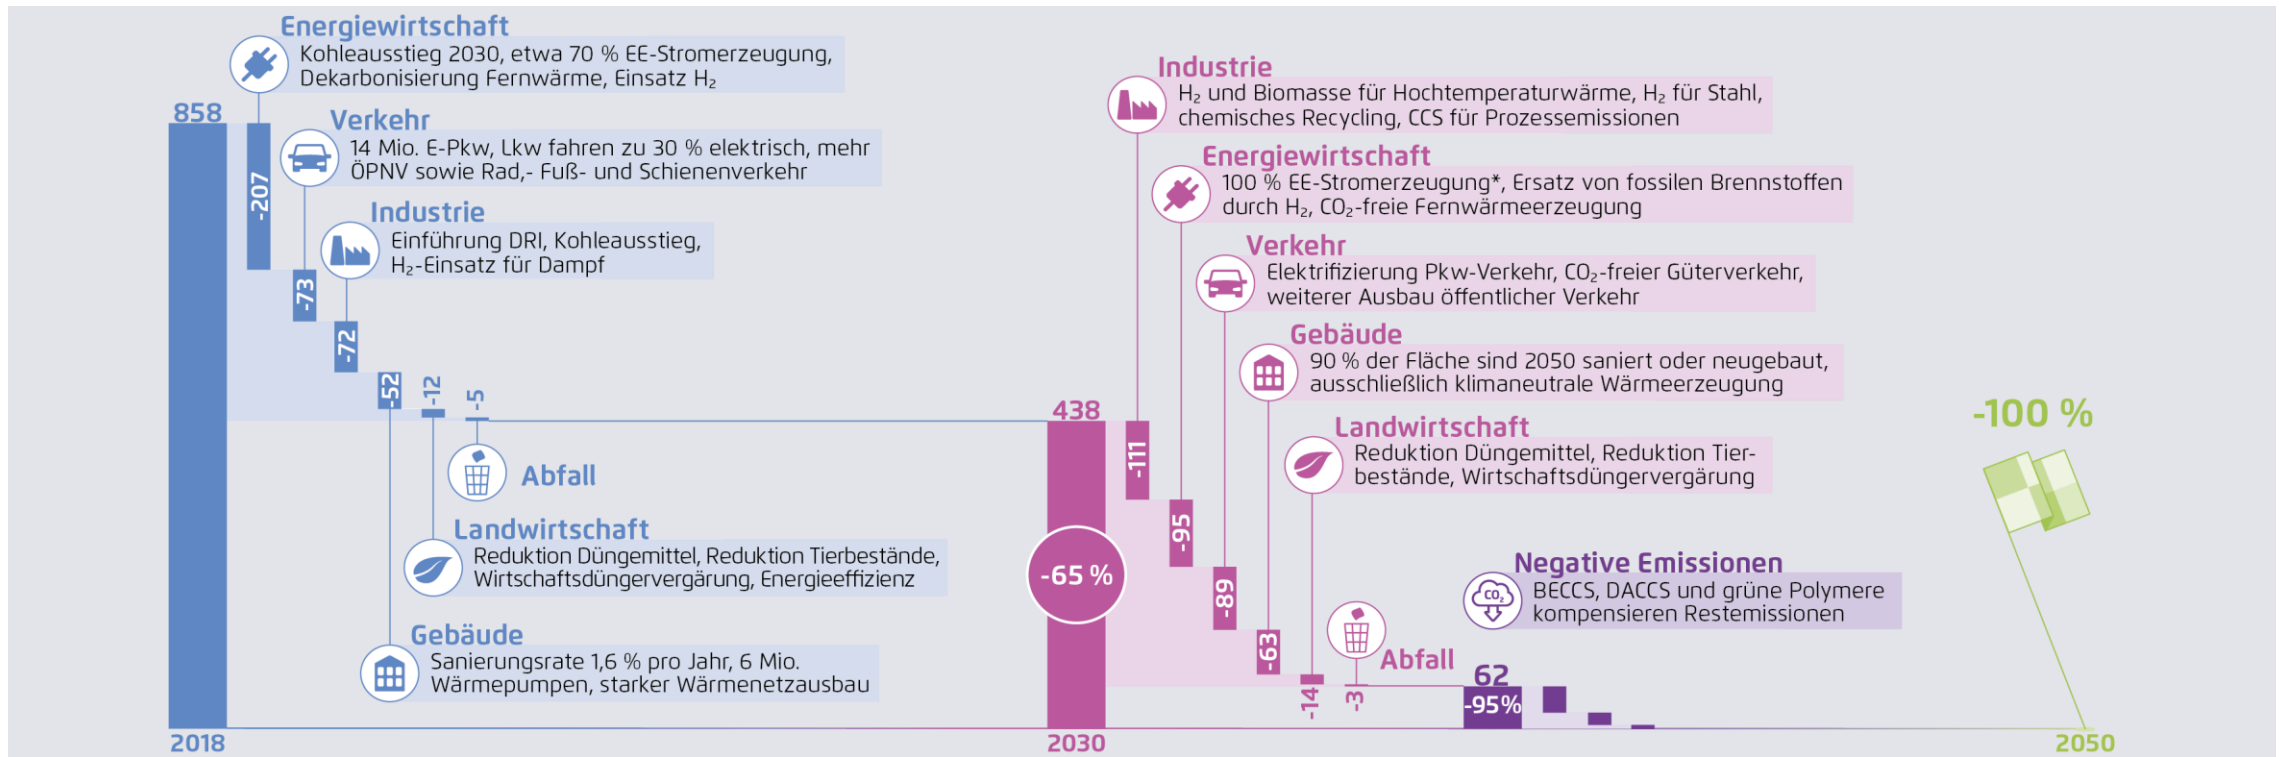 Energiewirtschaft
Kohleausstieg 2030, etwa 70 % EE-Stromerzeugung,
Dekarbonisierung Fernwärme, Einsatz H₂
858
-207
Verkehr
14 Mio. E-Pkw, Lkw fahren zu 30 % elektrisch, mehr
ÖPNV sowie Rad,- Fuß- und Schienenverkehr
-73
Industrie
Einführung DRI, Kohleausstieg,
H₂-Einsatz für Dampf
-72
-52
-12
-5
Abfall
Landwirtschaft
Reduktion Düngemittel, Reduktion Tierbestände,
Wirtschaftsdüngervergärung, Energieeffizienz
Gebäude
Sanierungsrate 1,6 % pro Jahr, 6 Mio.
Wärmepumpen, starker Wärmenetzausbau
2018
Industrie
H₂ und Biomasse für Hochtemperaturwärme, H₂ für Stahl,
chemisches Recycling, CCS für Prozessemissionen
Energiewirtschaft
100 % EE-Stromerzeugung*, Ersatz von fossilen Brennstoffen
durch H₂, CO₂-freie Fernwärmeerzeugung
Verkehr
Elektrifizierung Pkw-Verkehr, CO₂-freier Güterverkehr,
weiterer Ausbau öffentlicher Verkehr
Gebäude
90 % der Fläche sind 2050 saniert oder neugebaut,
ausschließlich klimaneutrale Wärmeerzeugung
438
-65 %
-111
-95
-89
-63
-14
-3
Landwirtschaft
Reduktion Düngemittel, Reduktion Tier-
bestände, Wirtschaftsdüngervergärung
Abfall
2030
Negative Emissionen
CO₂
BECCS, DACCS und grüne Polymere
kompensieren Restemissionen
62
-95%
-100 %
2050